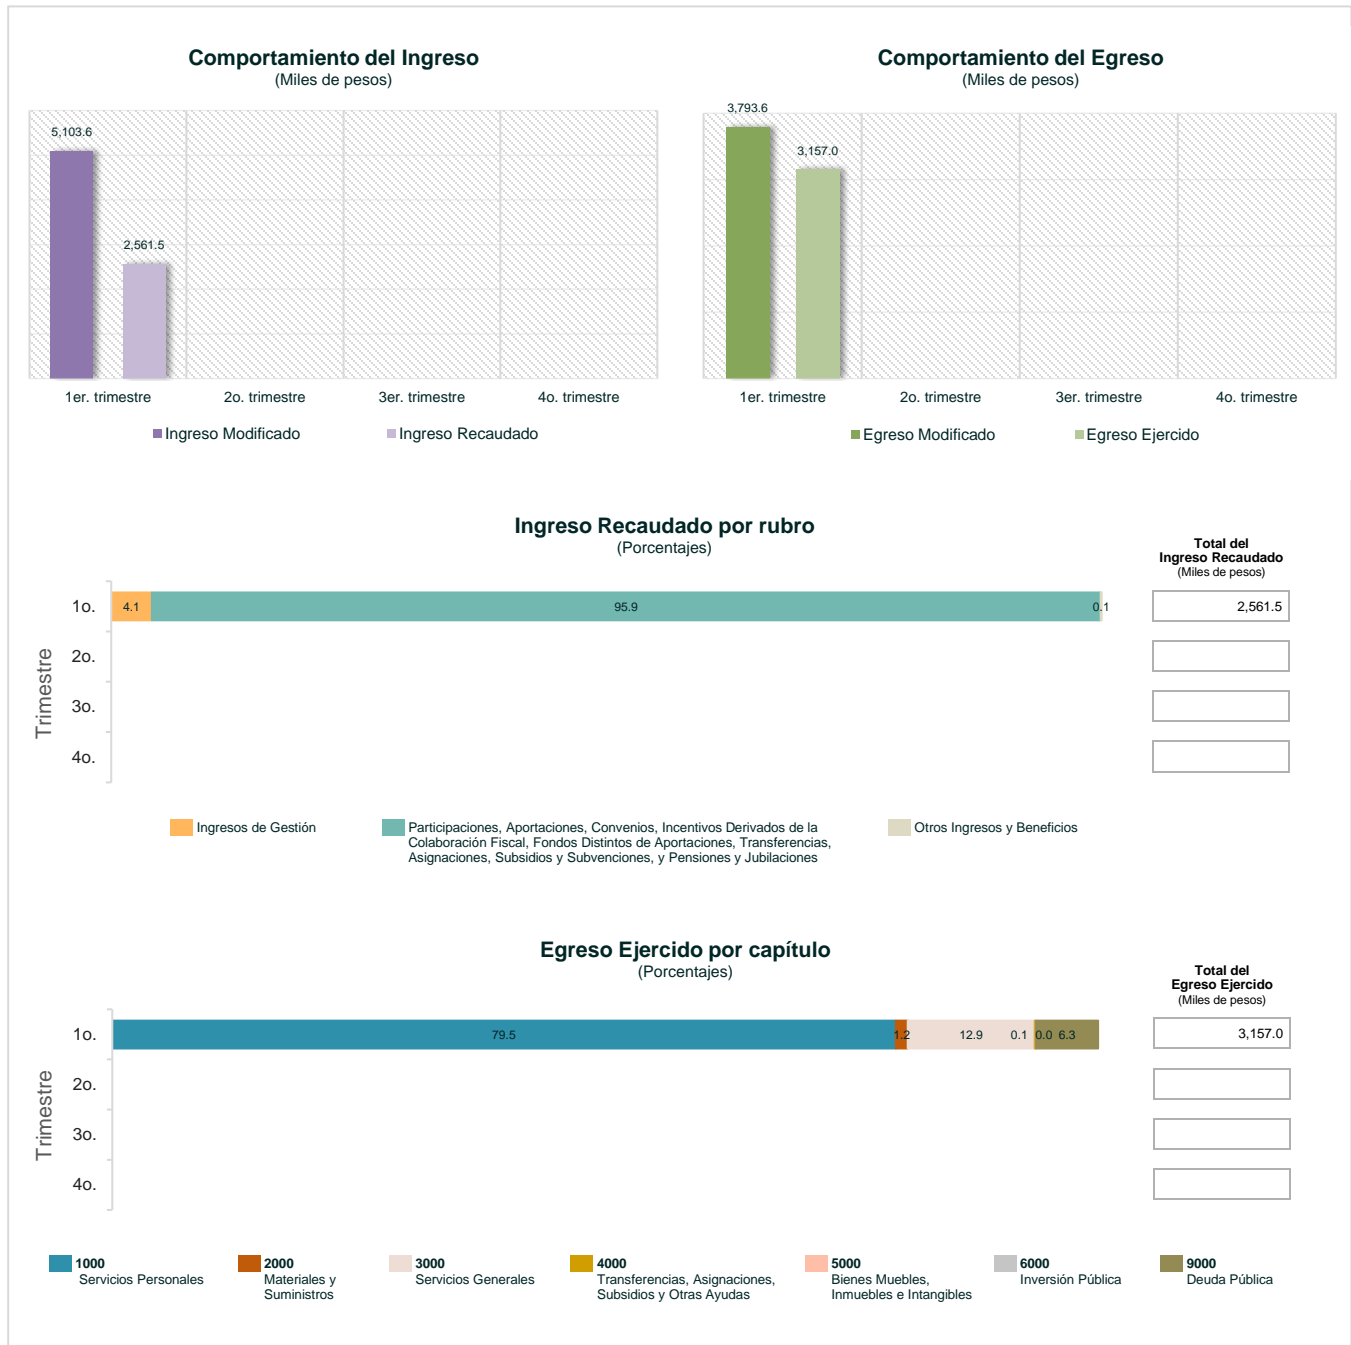 Comportamiento del Ingreso
(Miles de pesos)
5,103.6
2,561.5
1er. trimestre
2o. trimestre
3er. trimestre
4o. trimestre
Ingreso Modificado
Ingreso Recaudado
Comportamiento del Egreso
(Miles de pesos)
3,793.6
3,157.0
1er. trimestre
2o. trimestre
3er. trimestre
4o. trimestre
Egreso Modificado
Egreso Ejercido
Ingreso Recaudado por rubro
(Porcentajes)
Total del
Ingreso Recaudado
(Miles de pesos)
Trimestre
1o.
4.1
95.9
0.1
2,561.5
2o.
3o.
4o.
Ingresos de Gestión
Participaciones, Aportaciones, Convenios, Incentivos Derivados de la
Colaboración Fiscal, Fondos Distintos de Aportaciones, Transferencias,
Asignaciones, Subsidios y Subvenciones, y Pensiones y Jubilaciones
Otros Ingresos y Beneficios
Egreso Ejercido por capítulo
(Porcentajes)
Total del
Egreso Ejercido
(Miles de pesos)
Trimestre
1o.
79.5
1.2
12.9
0.1
0.0
6.3
3,157.0
2o.
3o.
4o.
1000
Servicios Personales
2000
Materiales y
Suministros
3000
Servicios Generales
4000
Transferencias, Asignaciones,
Subsidios y Otras Ayudas
5000
Bienes Muebles,
Inmuebles e Intangibles
6000
Inversión Pública
9000
Deuda Pública